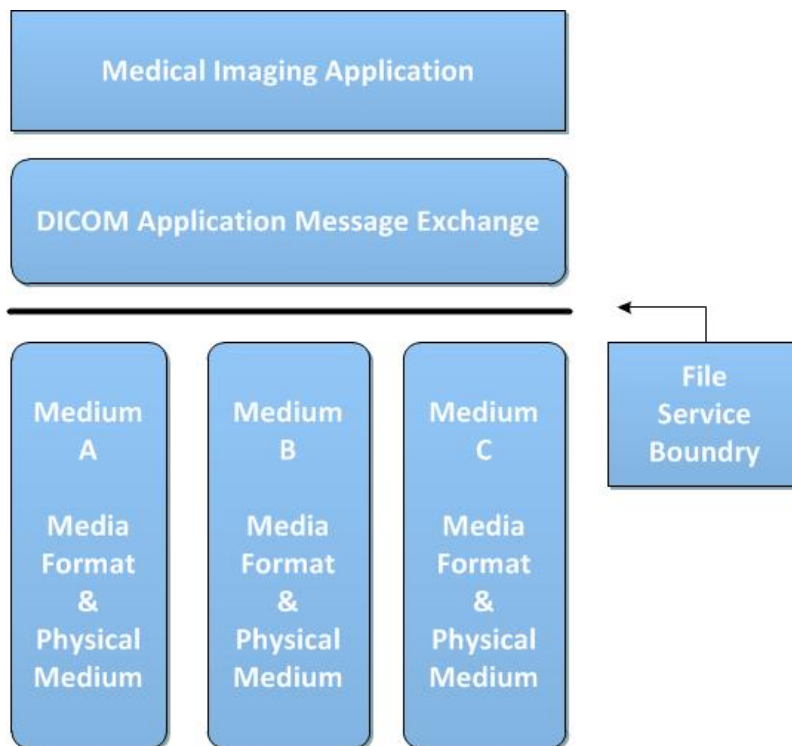 Medical Imaging Application
DICOM Application Message Exchange
Medium
A
Media
Format
&
Physical
Medium
Medium
B
Media
Format
&
Physical
Medium
Medium
C
Media
Format
&
Physical
Medium
File
Service
Boundry